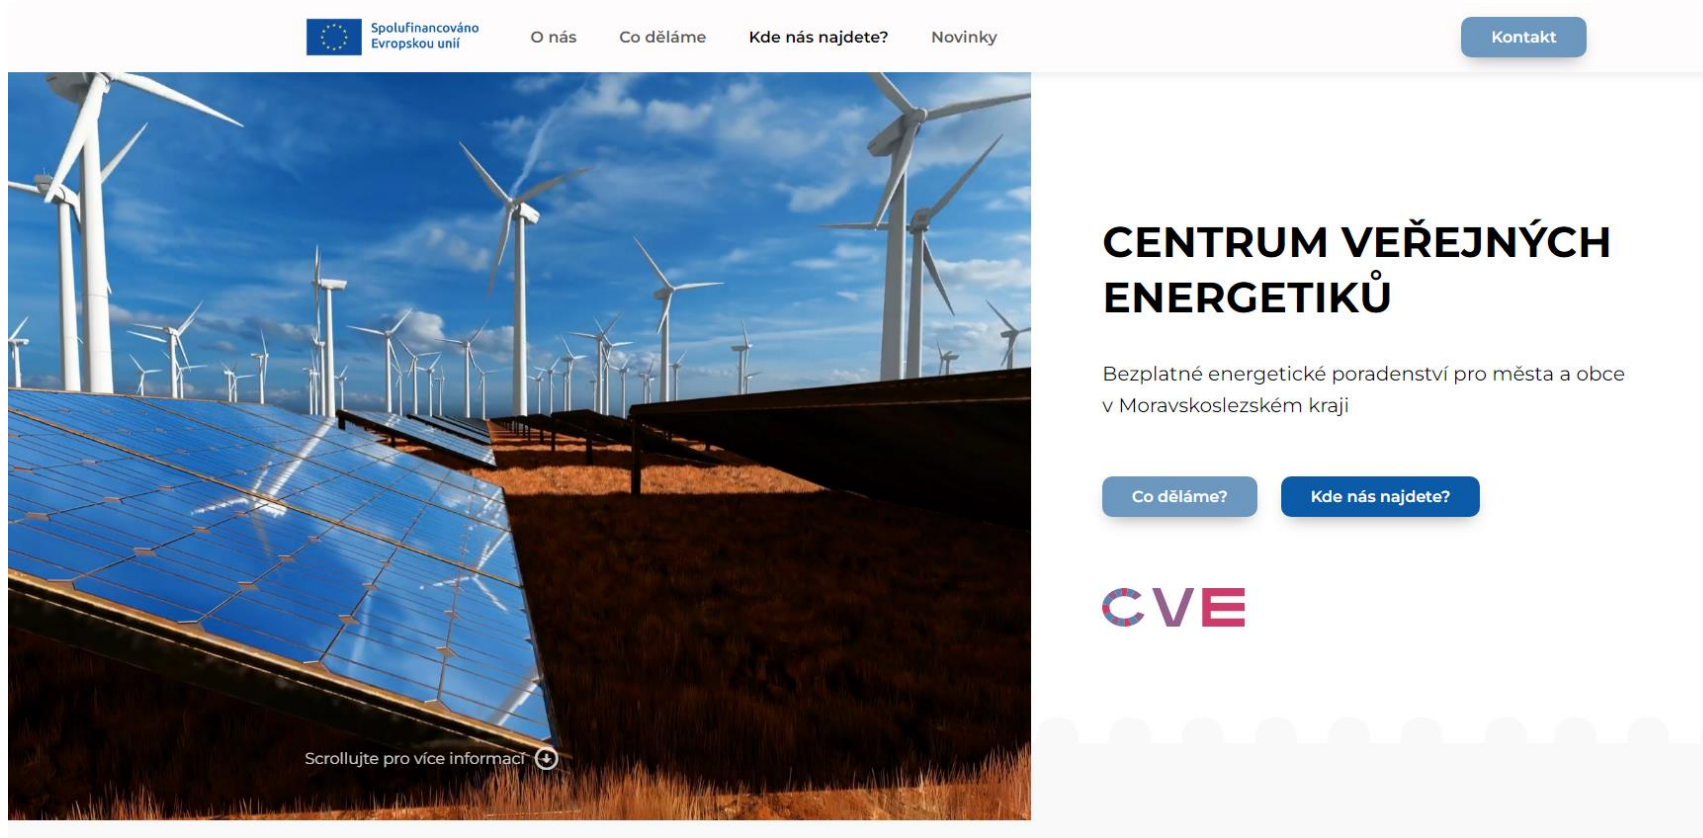 Spolufinancováno
Evropskou unií
O nás
Co děláme
Kde nás najdete?
Novinky
Kontakt
CENTRUM VEŘEJNÝCH
ENERGETIKŮ
Bezplatné energetické poradenství pro města a obce
v Moravskoslezském kraji
Co děláme?
Kde nás najdete?
CVE
Scrollujte pro více informací